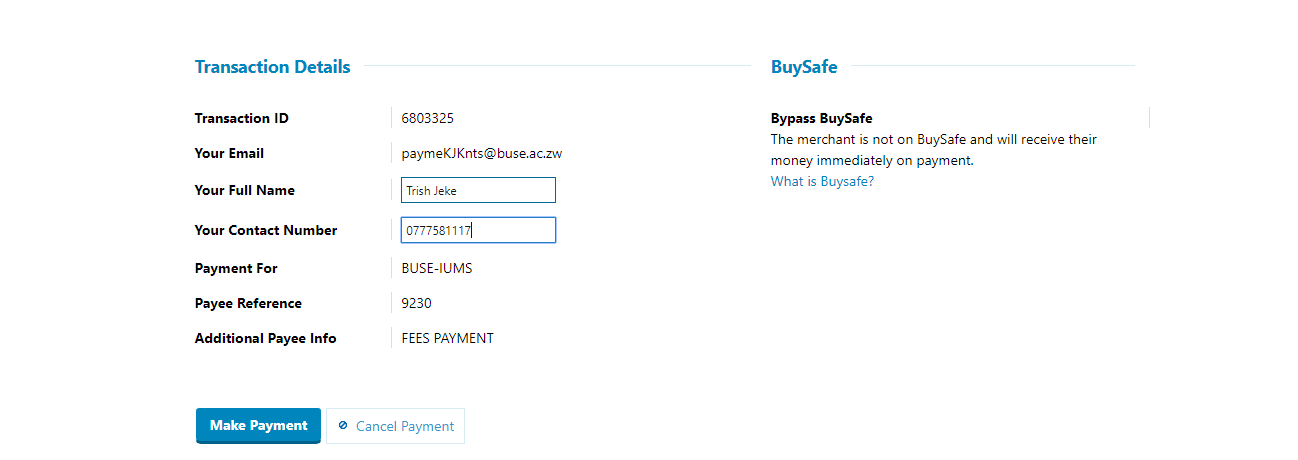 Transaction Details
Transaction ID 6803325
Your Email paymeKJKnts@buse.ac.zw
Your Full Name Trish Jeke
Your Contact Number 0777581117
Payment For BUSE-IUMS
Payee Reference 9230
Additional Payee Info FEES PAYMENT
Make Payment Cancel Payment
BuySafe
Bypass BuySafe
The merchant is not on BuySafe and will receive their
money immediately on payment.
What is Buysafe?